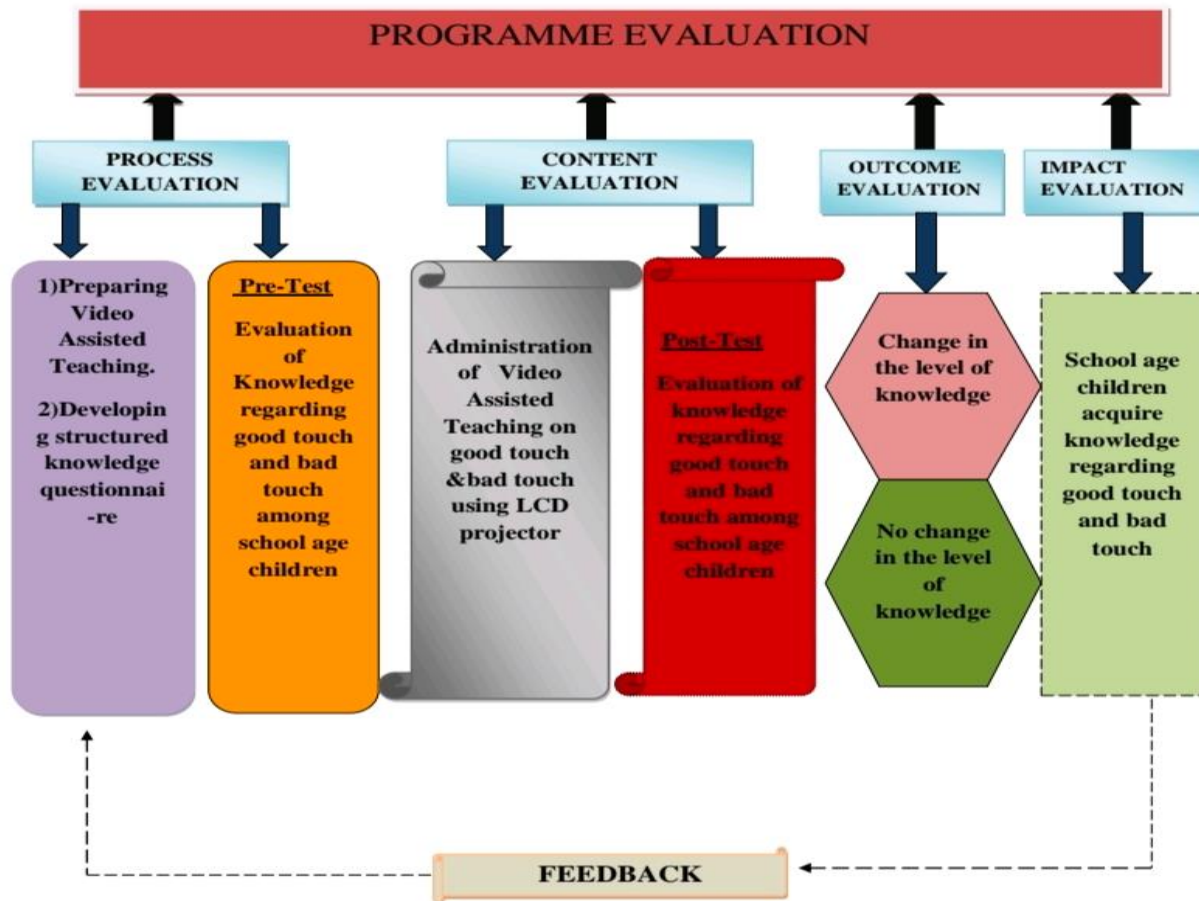 PROGRAMME EVALUATION
PROCESS
EVALUATION
CONTENT
EVALUATION
OUTCOME
EVALUATION
IMPACT
EVALUATION
1)Preparing
Video
Assisted
Teaching.
2)Developin
g structured
knowledge
questionnai
-re
Pre-Test
Evaluation
of
Knowledge
regarding
good touch
and bad
touch
among
school age
children
Administration
of Video
Assisted
Teaching on
good touch
&bad touch
using LCD
projector
Post-Test
Evaluation of
knowledge
regarding
good touch
and bad
touch among
school age
children
Change in
the level of
knowledge
No change
in the level
of
knowledge
School age
children
acquire
knowledge
regarding
good touch
and bad
touch
FEEDBACK